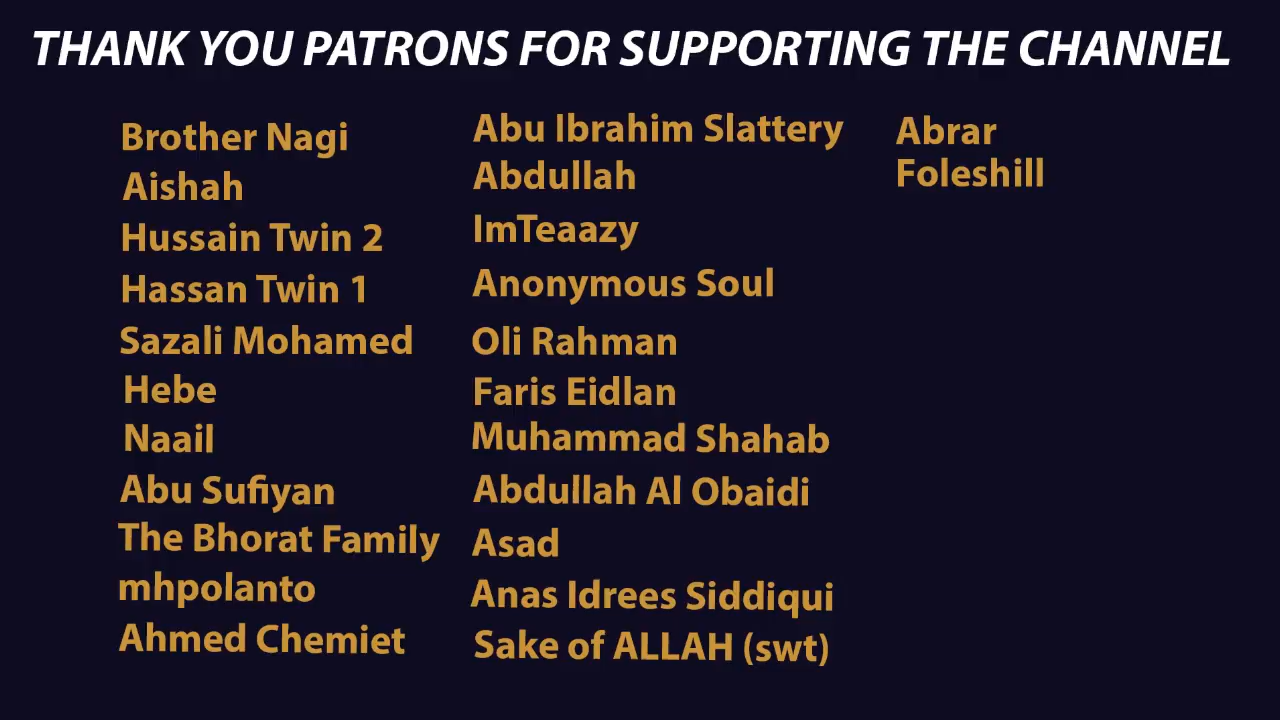 THANK YOU PATRONS FOR SUPPORTING THE CHANNEL
Brother Nagi
Aishah
Hussain Twin 2
Hassan Twin 1
Sazali Mohamed
Hebe
Naail
Abu Sufiyan
The Bhorat Family
mhpolanto
Ahmed Chemiet
Abu Ibrahim Slattery
Abdullah
ImTeaazy
Anonymous Soul
Oli Rahman
Faris Eidlan
Muhammad Shahab
Abdullah Al Obaidi
Asad
Anas Idrees Siddiqui
Sake of ALLAH (swt)
Abrar
Foleshill